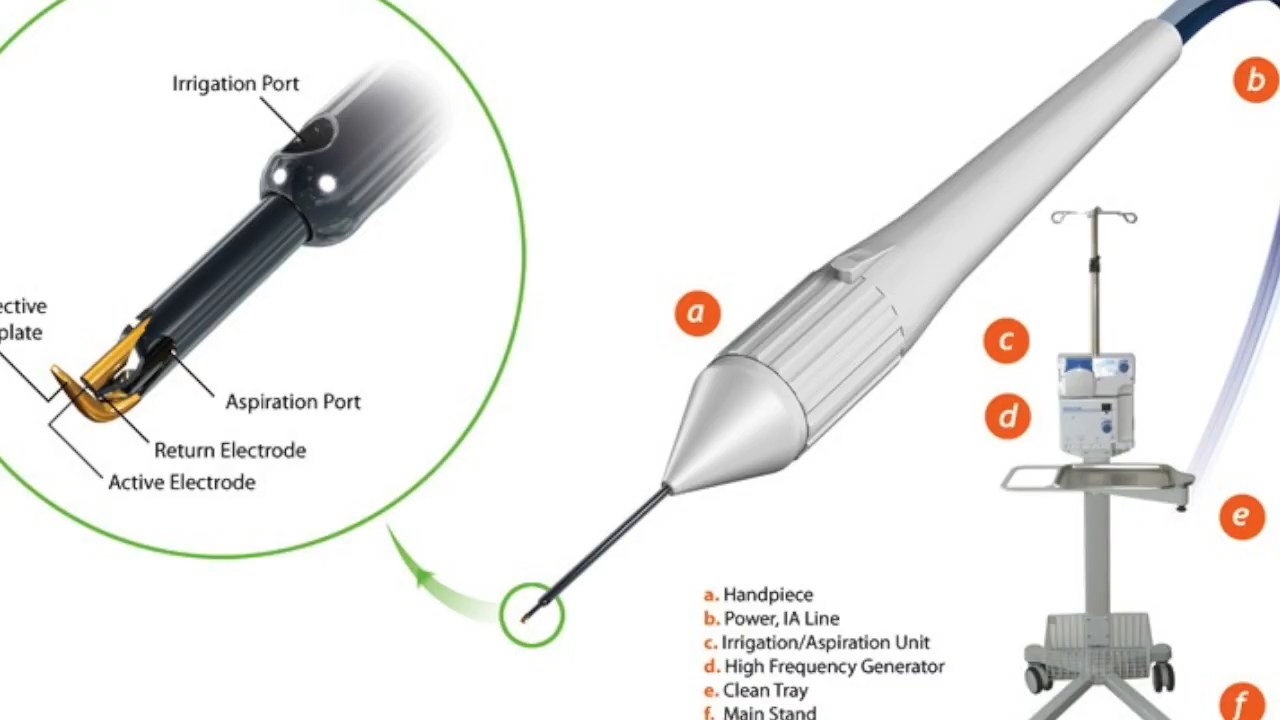 Irrigation Port
plate
Aspiration Port
Return Electrode
Active Electrode
a
b
c
d
e
f
a. Handpiece
b. Power, IA Line
c. Irrigation/Aspiration Unit
d. High Frequency Generator
e. Clean Tray
f. Main Stand